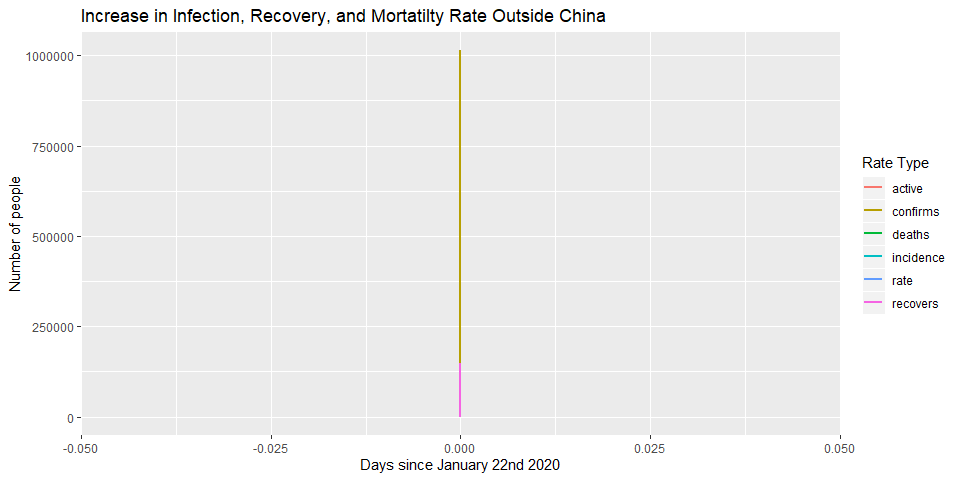 Increase in Infection, Recovery, and Mortatilty Rate Outside China
Number of people
1000000
750000
500000
250000
0
-0.050
-0.025
0.000
0.025
0.050
Days since January 22nd 2020
Rate Type
active
confirms
deaths
incidence
rate
recovers